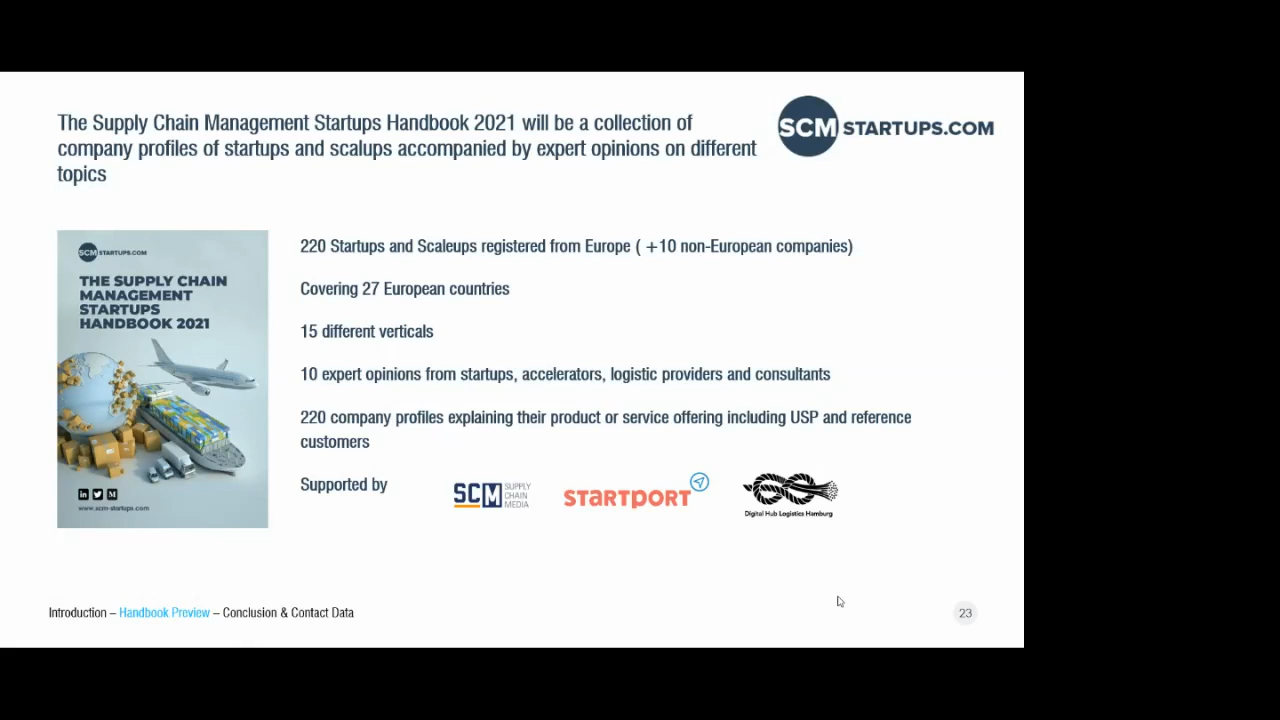 The Supply Chain Management Startups Handbook 2021 will be a collection of
company profiles of startups and scalups accompanied by expert opinions on different
topics
SCM STARTUPS.COM
SCM STARTUPS.COM
THE SUPPLY CHAIN
MANAGEMENT
STARTUPS
HANDBOOK 2021
in M
www.scm-startups.com
220 Startups and Scaleups registered from Europe ( +10 non-European companies)
Covering 27 European countries
15 different verticals
10 expert opinions from startups, accelerators, logistic providers and consultants
220 company profiles explaining their product or service offering including USP and reference
customers
Supported by
SCM SUPPLY
CHAIN
MEDIA
STARTPORT
Digital Hub Logistics Hamburg
Introduction – Handbook Preview – Conclusion & Contact Data
23